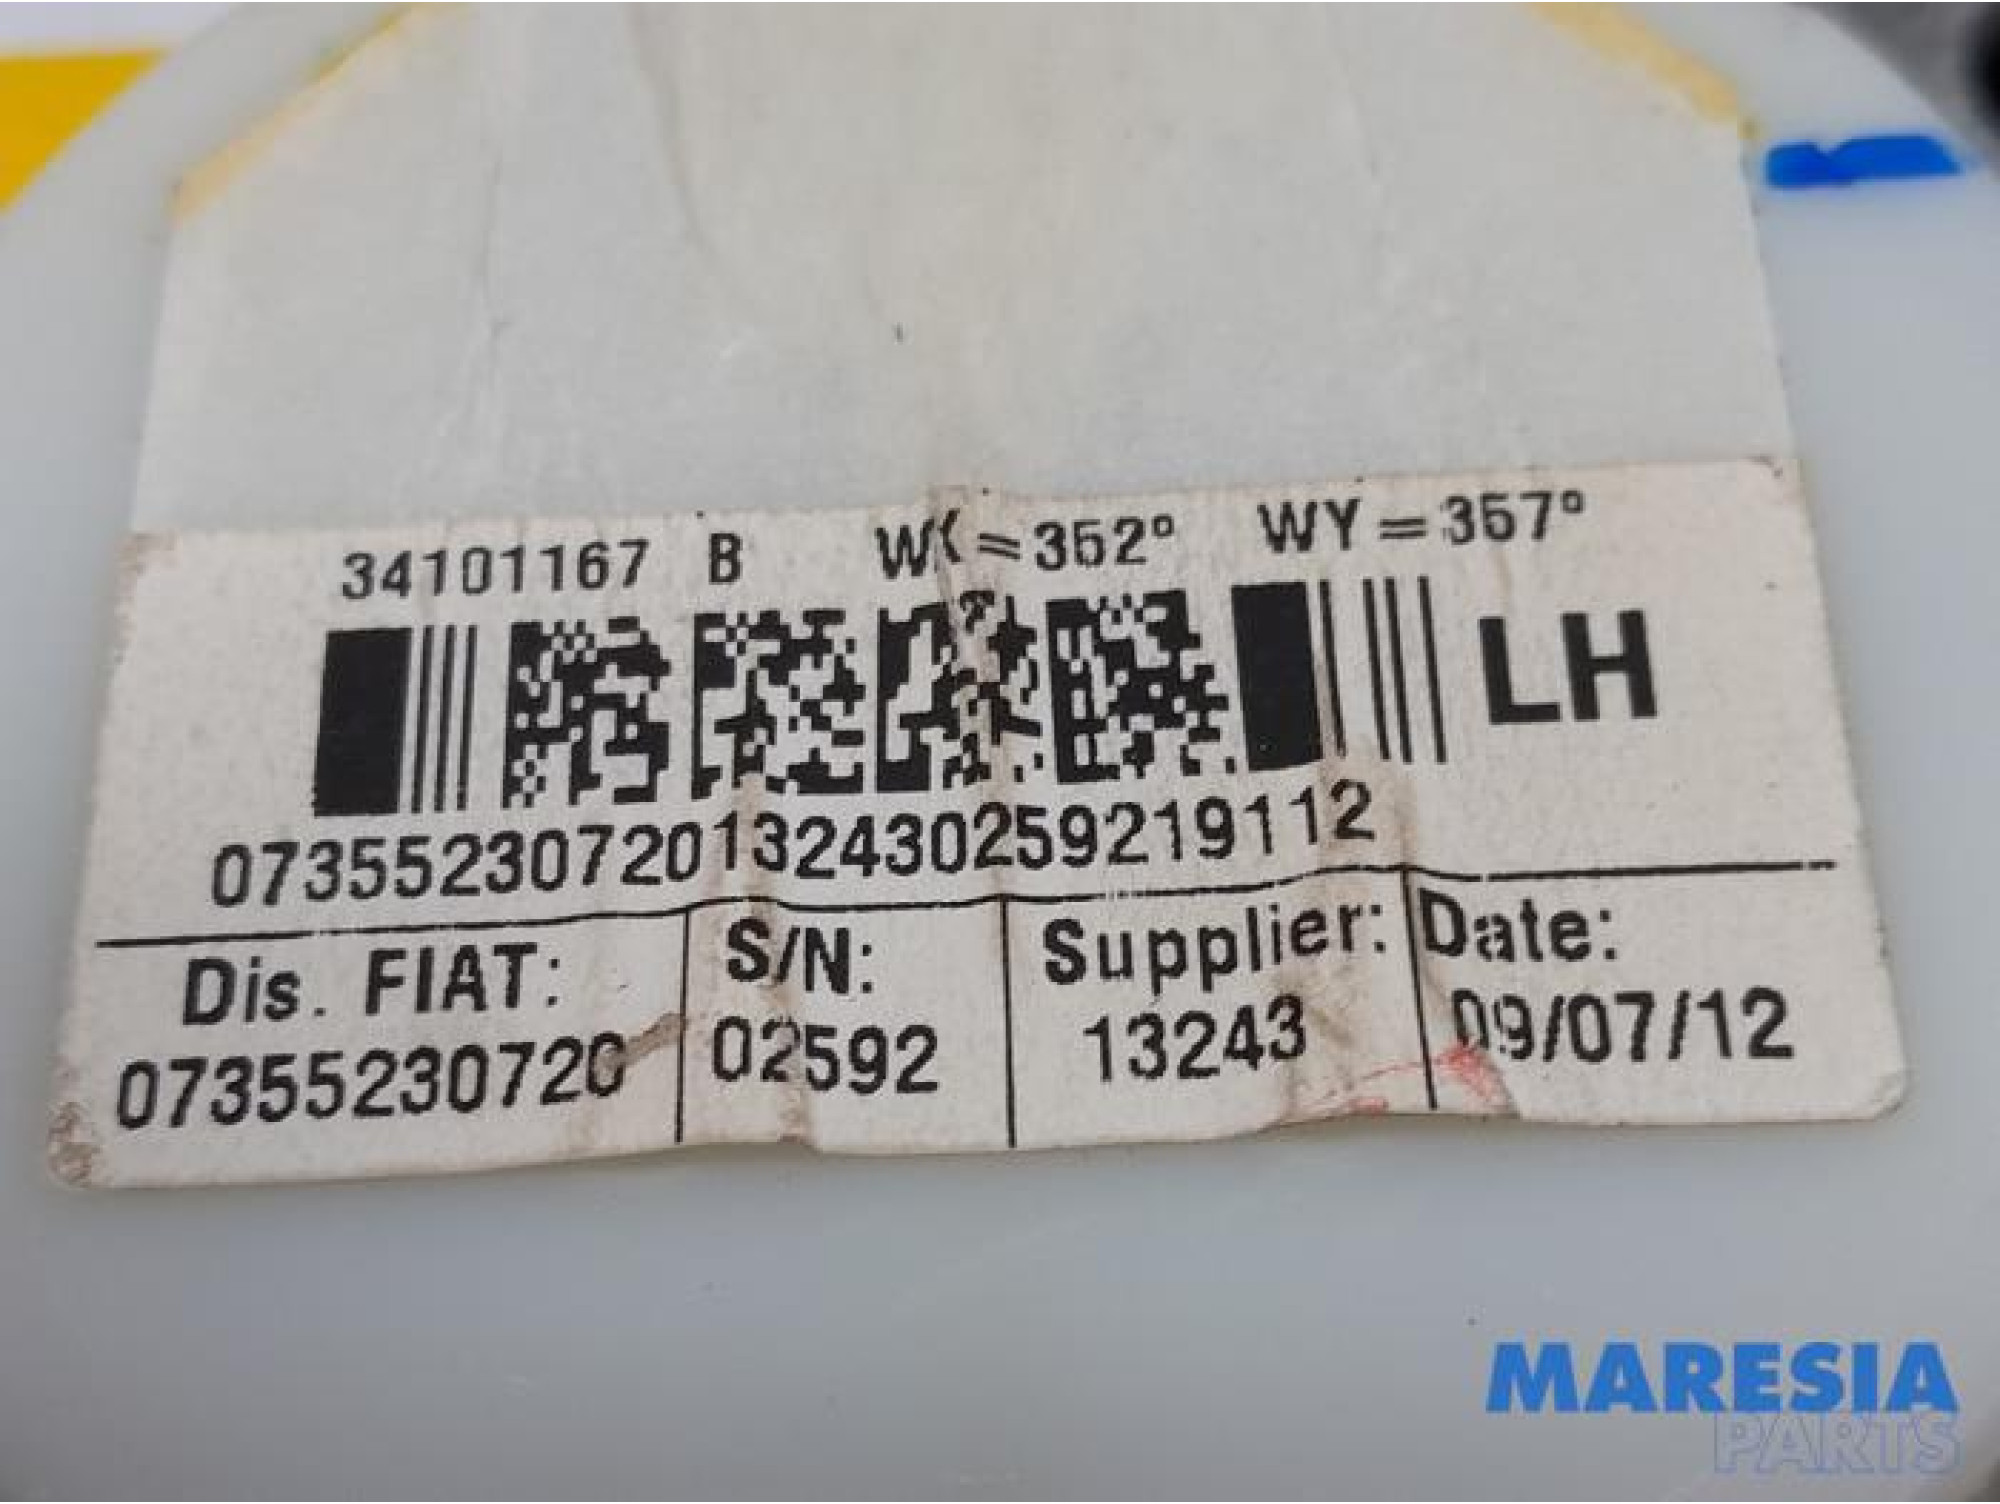 34101167 B WX=352° WY=357°
LH
07355230720132430259219112
Dis. FIAT: S/N: Supplier: Date:
07355230720 02592 13243 09/07/12
MARESIA
PARTS